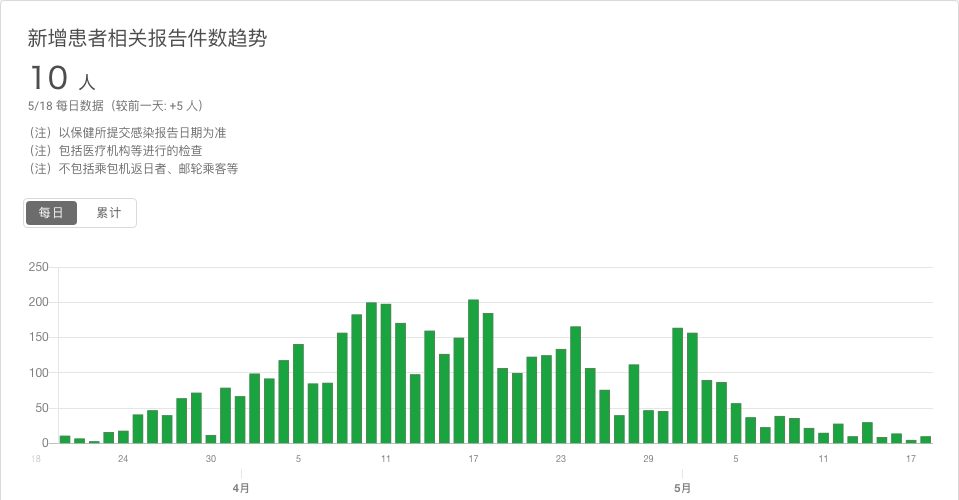 新增患者相关报告件数趋势
10 人
5/18 每日数据（较前一天: +5 人）
（注）以保健所提交感染报告日期为准
（注）包括医疗机构等进行的检查
（注）不包括乘包机返日者、邮轮乘客等
每日 累计
250
200
150
100
50
0
18 24 30 5 11 17 23 29 5 11 17
4月 5月